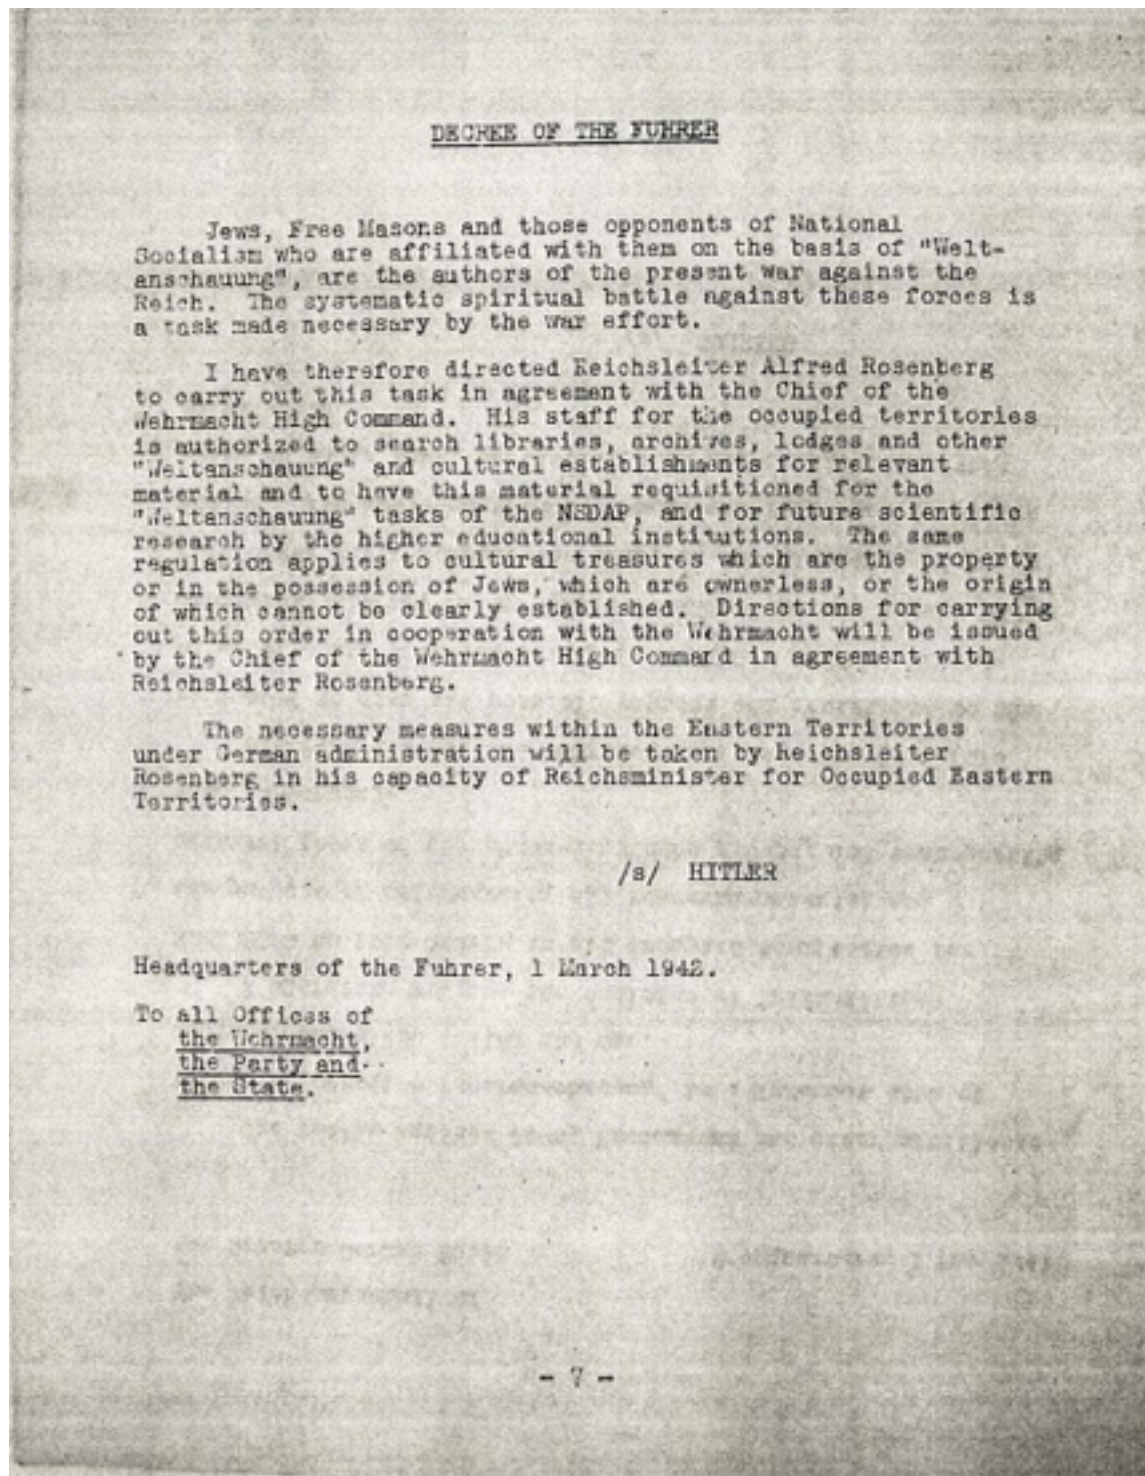 DECREE OF THE FUHRER
Jews, Free Masons and those opponents of National
Socialism who are affiliated with them on the basis of "Welt-
anschauung", are the authors of the present war against the
Reich. The systematic spiritual battle against these forces is
a task made necessary by the war effort.
I have therefore directed Reichsleiter Alfred Rosenberg
to carry out this task in agreement with the Chief of the
Wehrmacht High Command. His staff for the occupied territories
is authorized to search libraries, archives, lodges and other
"Weltanschauung" and cultural establishments for relevant
material and to have this material requisitioned for the
"Weltanschauung" tasks of the NSDAP, and for future scientific
research by the higher educational institutions. The same
regulation applies to cultural treasures which are the property
or in the possession of Jews, which are ownerless, or the origin
of which cannot be clearly established. Directions for carrying
out this order in cooperation with the Wehrmacht will be issued
by the Chief of the Wehrmacht High Command in agreement with
Reichsleiter Rosenberg.
The necessary measures within the Eastern Territories
under German administration will be taken by Reichsleiter
Rosenberg in his capacity of Reichsminister for Occupied Eastern
Territories.
/s/ HITLER
Headquarters of the Fuhrer, 1 March 1942.
To all Offices of
the Wehrmacht,
the Party and
the State.
- 7 -